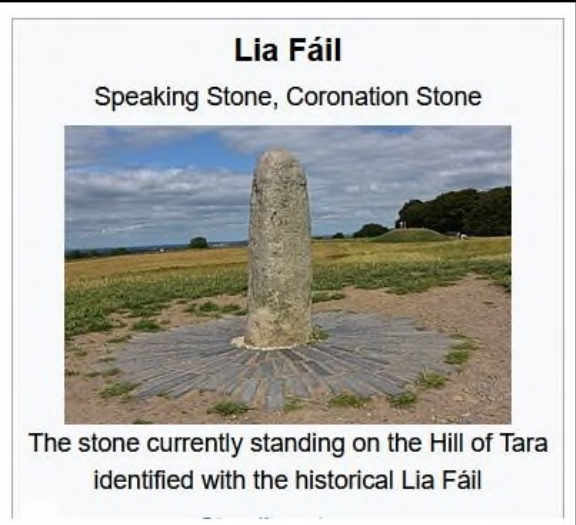 Lia Fáil
Speaking Stone, Coronation Stone
The stone currently standing on the Hill of Tara
identified with the historical Lia Fáil